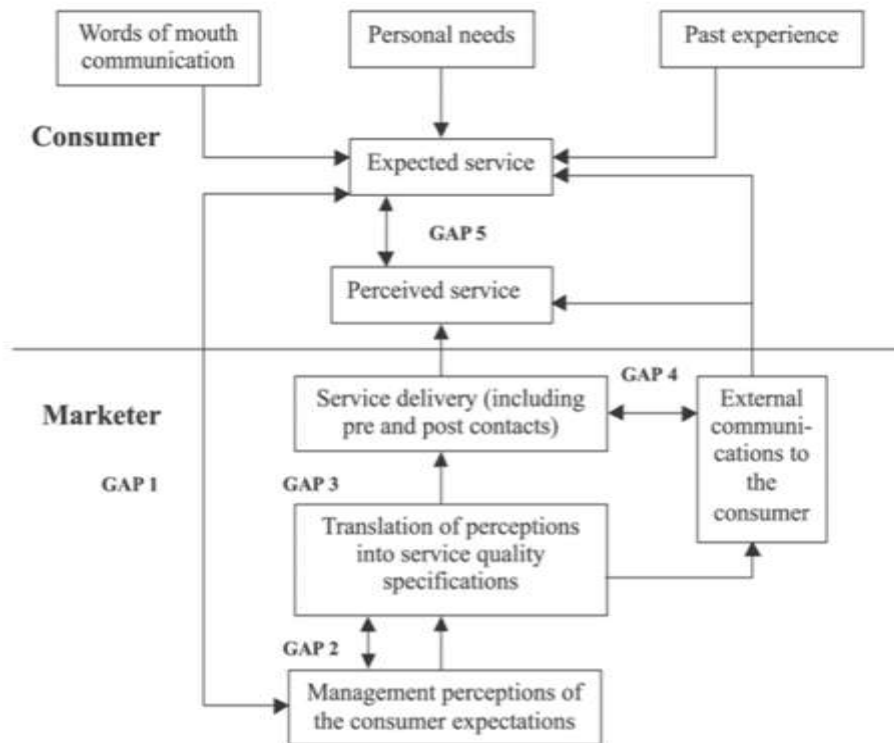 Words of mouth
communication
Personal needs
Past experience
Consumer
Expected service
GAP 5
Perceived service
GAP 4
Marketer
Service delivery (including
pre and post contacts)
External
communi-
cations to
the
consumer
GAP 1
GAP 3
Translation of perceptions
into service quality
specifications
GAP 2
Management perceptions of
the consumer expectations